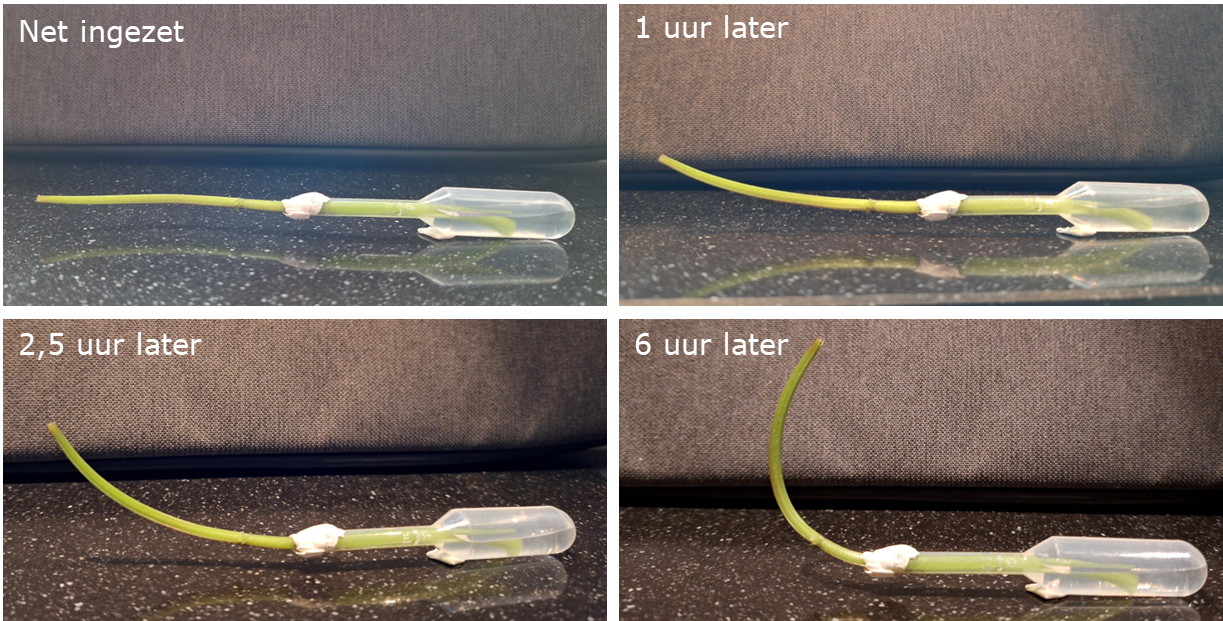 Net ingezet
1 uur later
2,5 uur later
6 uur later